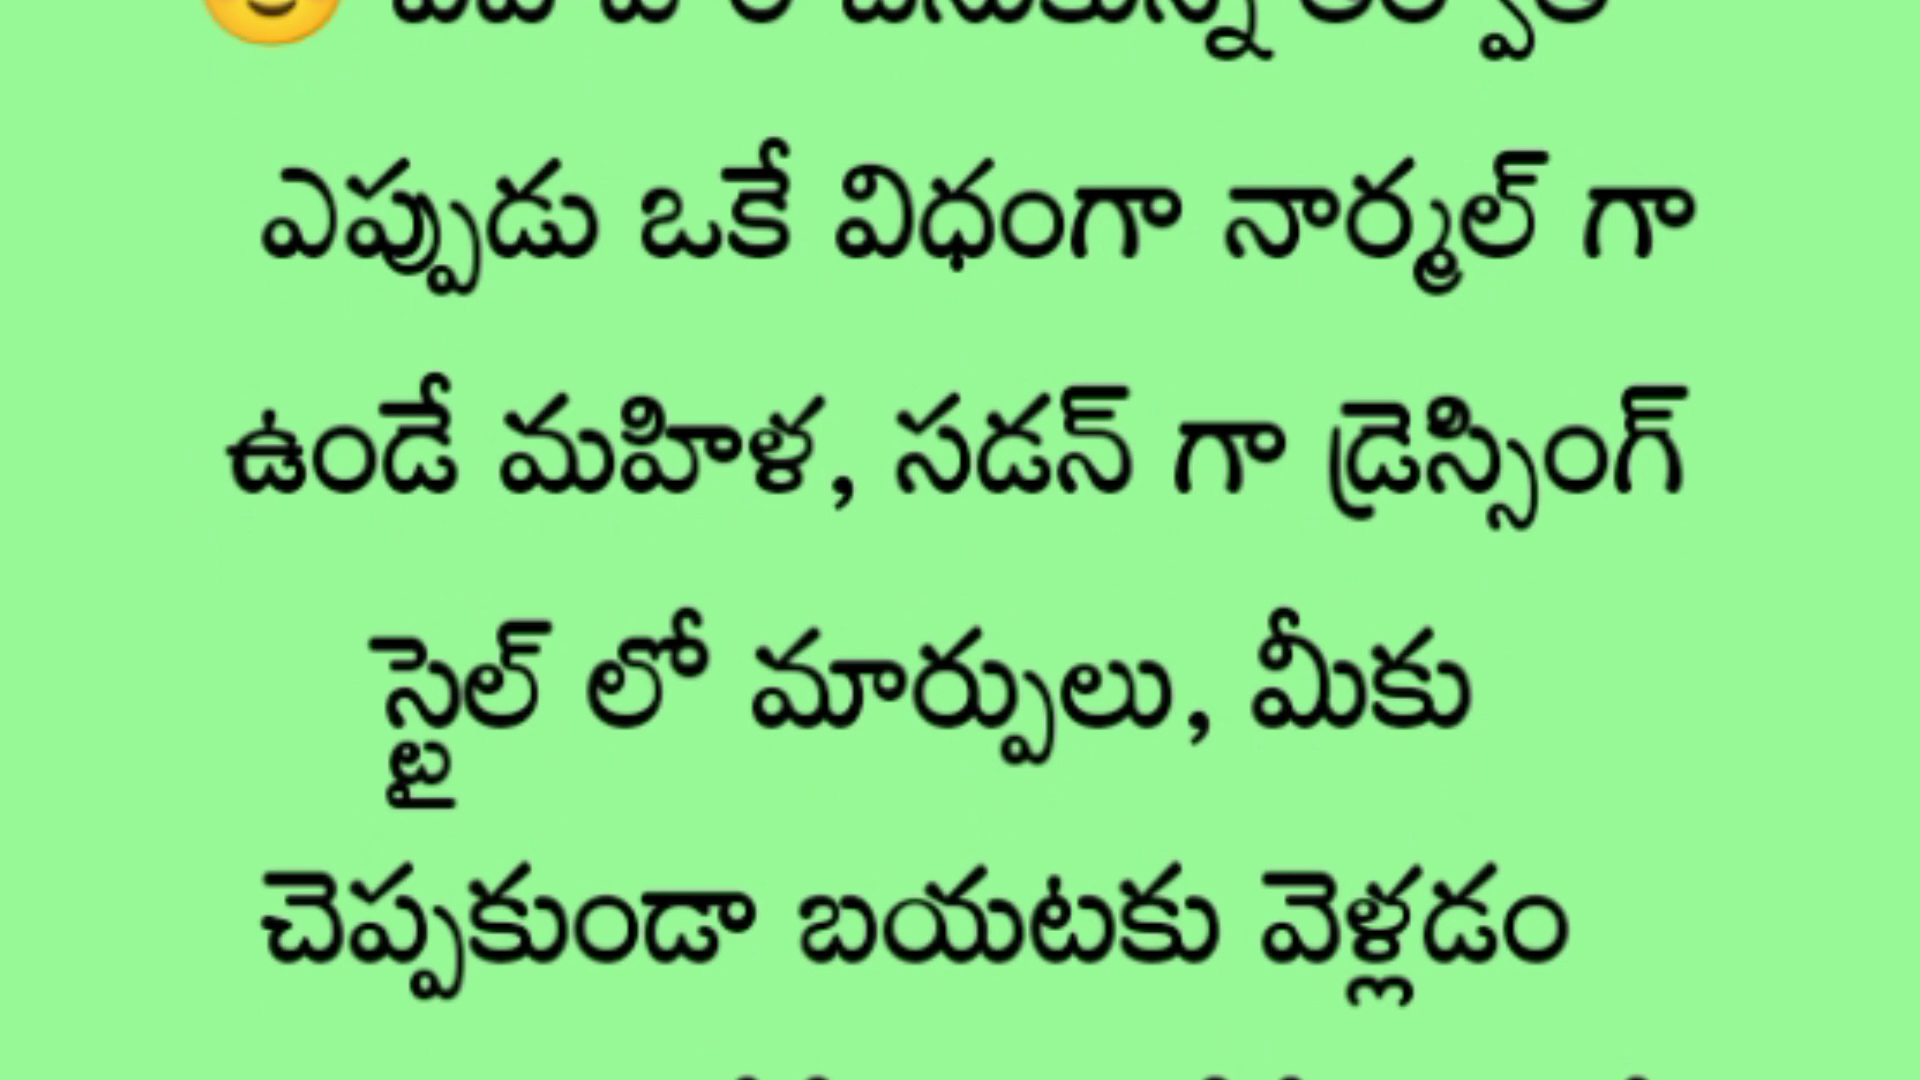 ఎప్పుడు ఒకే విధంగా నార్మల్ గా
ఉండే మహిళ, సడన్ గా డ్రెస్సింగ్
స్టైల్ లో మార్పులు, మీకు
చెప్పకుండా బయటకు వెళ్లడం